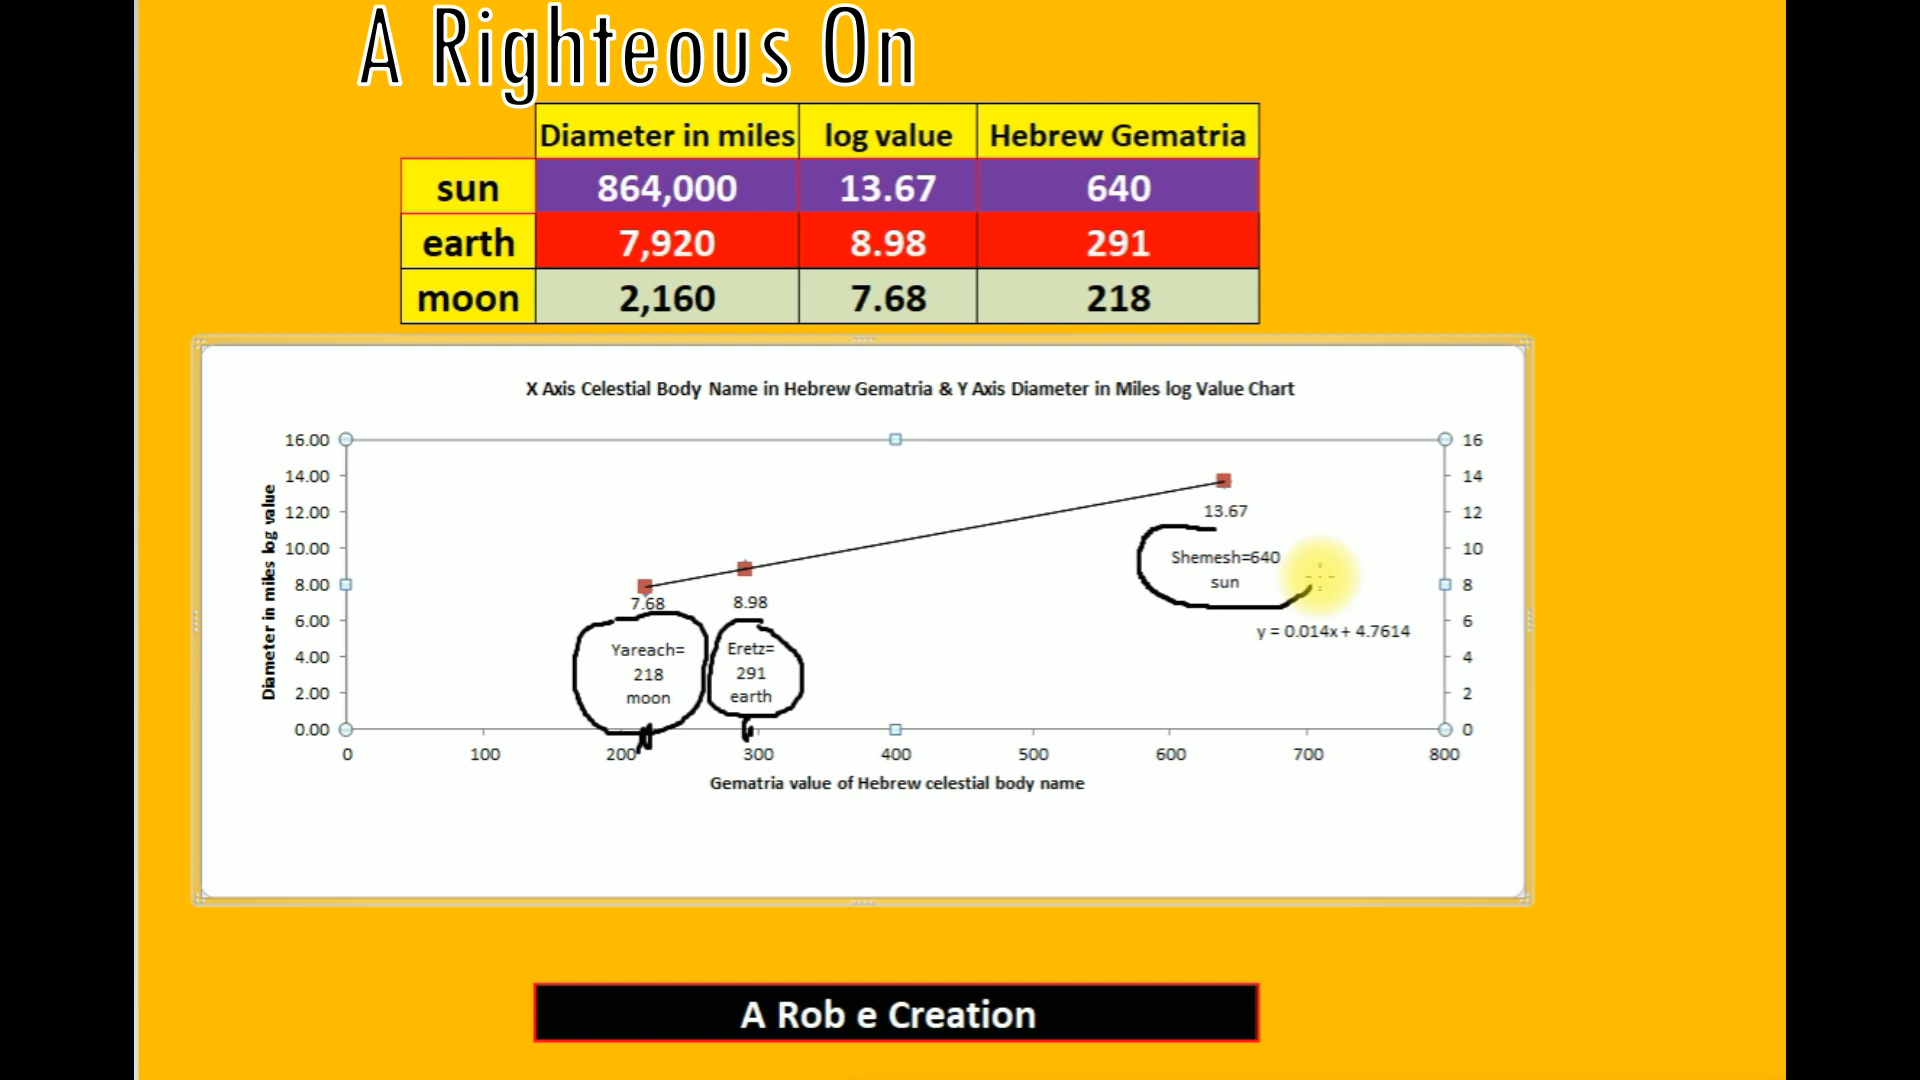 A Righteous On
Diameter in miles log value Hebrew Gematria
sun 864,000 13.67 640
earth 7,920 8.98 291
moon 2,160 7.68 218
X Axis Celestial Body Name in Hebrew Gematria & Y Axis Diameter in Miles log Value Chart
Diameter in miles log value
16.00 16
14.00 14
13.67
12.00 12
10.00 10
8.00 8
7.68 8.98
6.00 6
4.00 4
2.00 2
0.00 0
Shemesh=640
sun
y = 0.014x + 4.7614
Yareach=
218
moon
Eretz=
291
earth
0 100 200 300 400 500 600 700 800
Gematria value of Hebrew celestial body name
A Rob e Creation